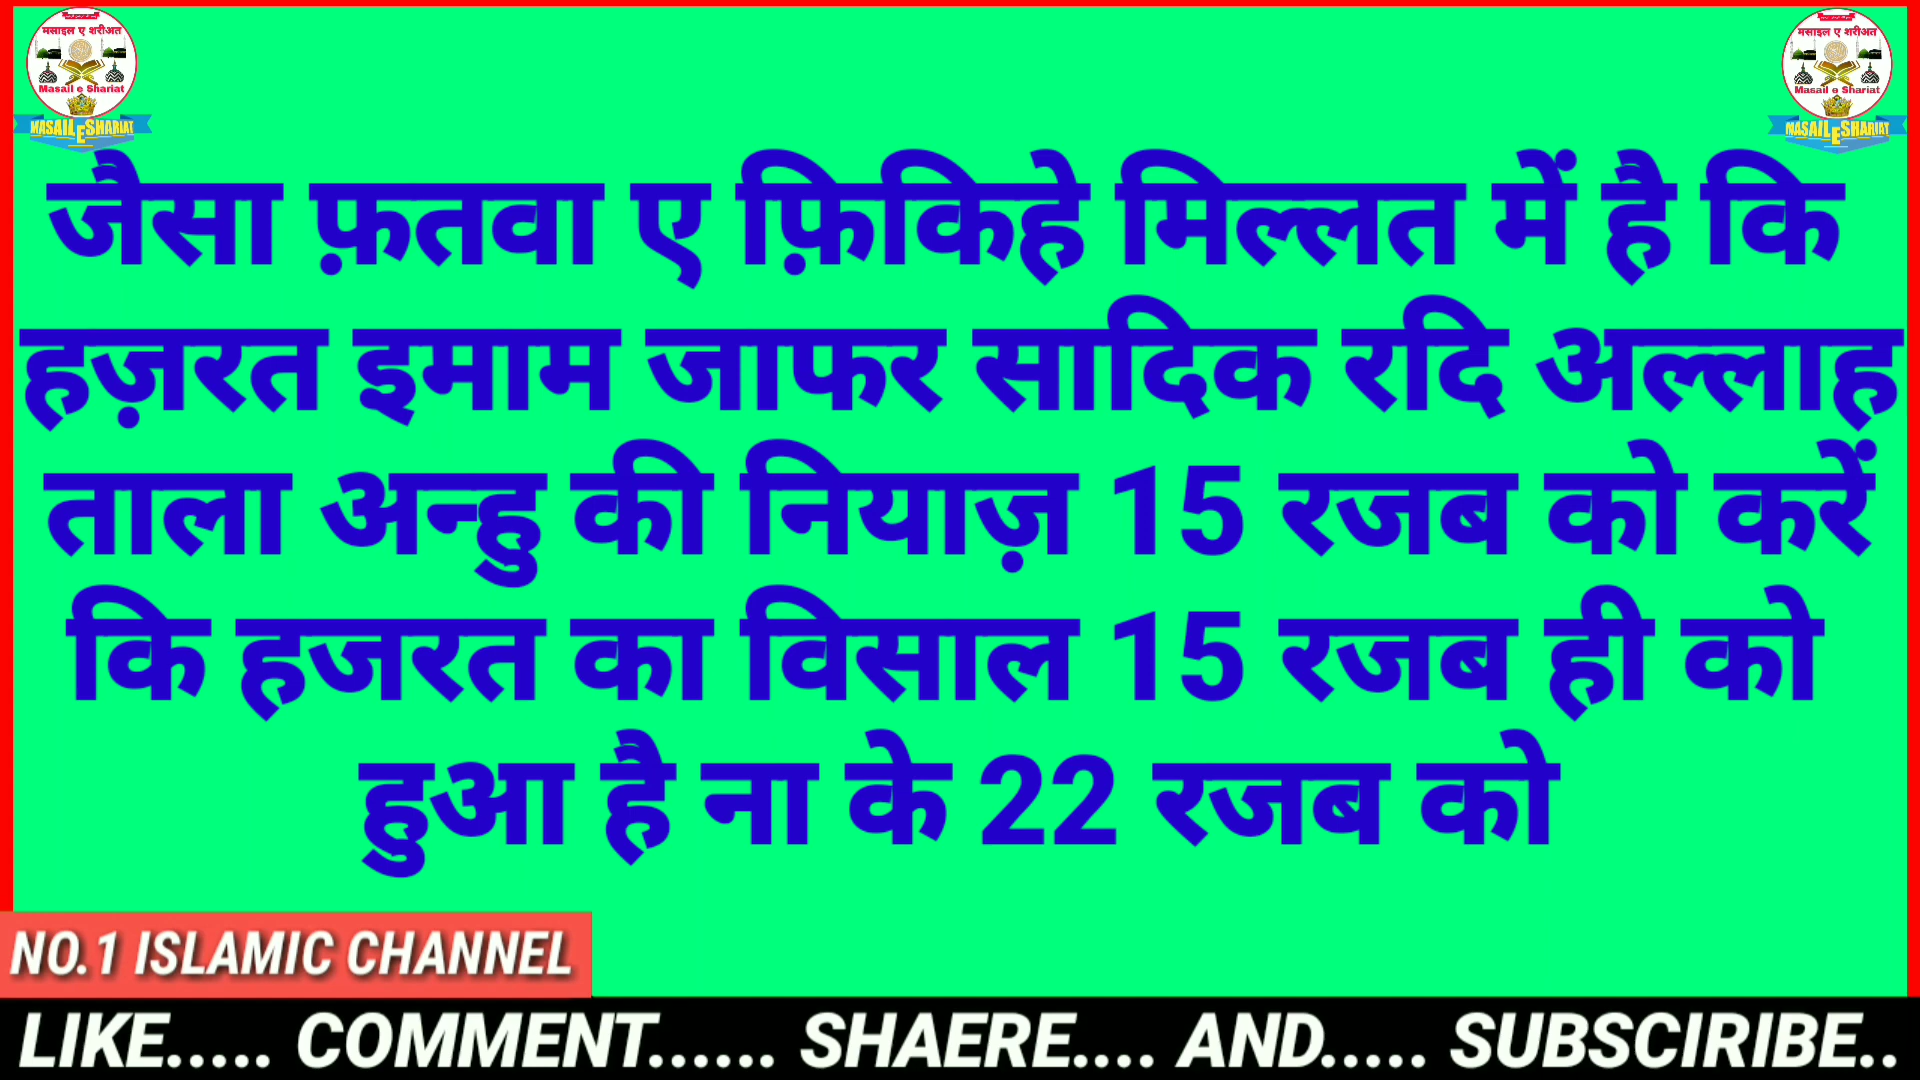 मसाइल ए शरीअत
Masail e Shariat
MASAIL E SHARIAT
मसाइल ए शरीअत
Masail e Shariat
MASAIL E SHARIAT
जैसा फ़तवा ए फ़िकिहे मिल्लत में है कि
हज़रत इमाम जाफर सादिक रदि अल्लाह
ताला अन्हु की नियाज़ 15 रजब को करें
कि हजरत का विसाल 15 रजब ही को
हुआ है ना के 22 रजब को
NO.1 ISLAMIC CHANNEL
LIKE..... COMMENT...... SHAERE.... AND..... SUBSCIRIBE..